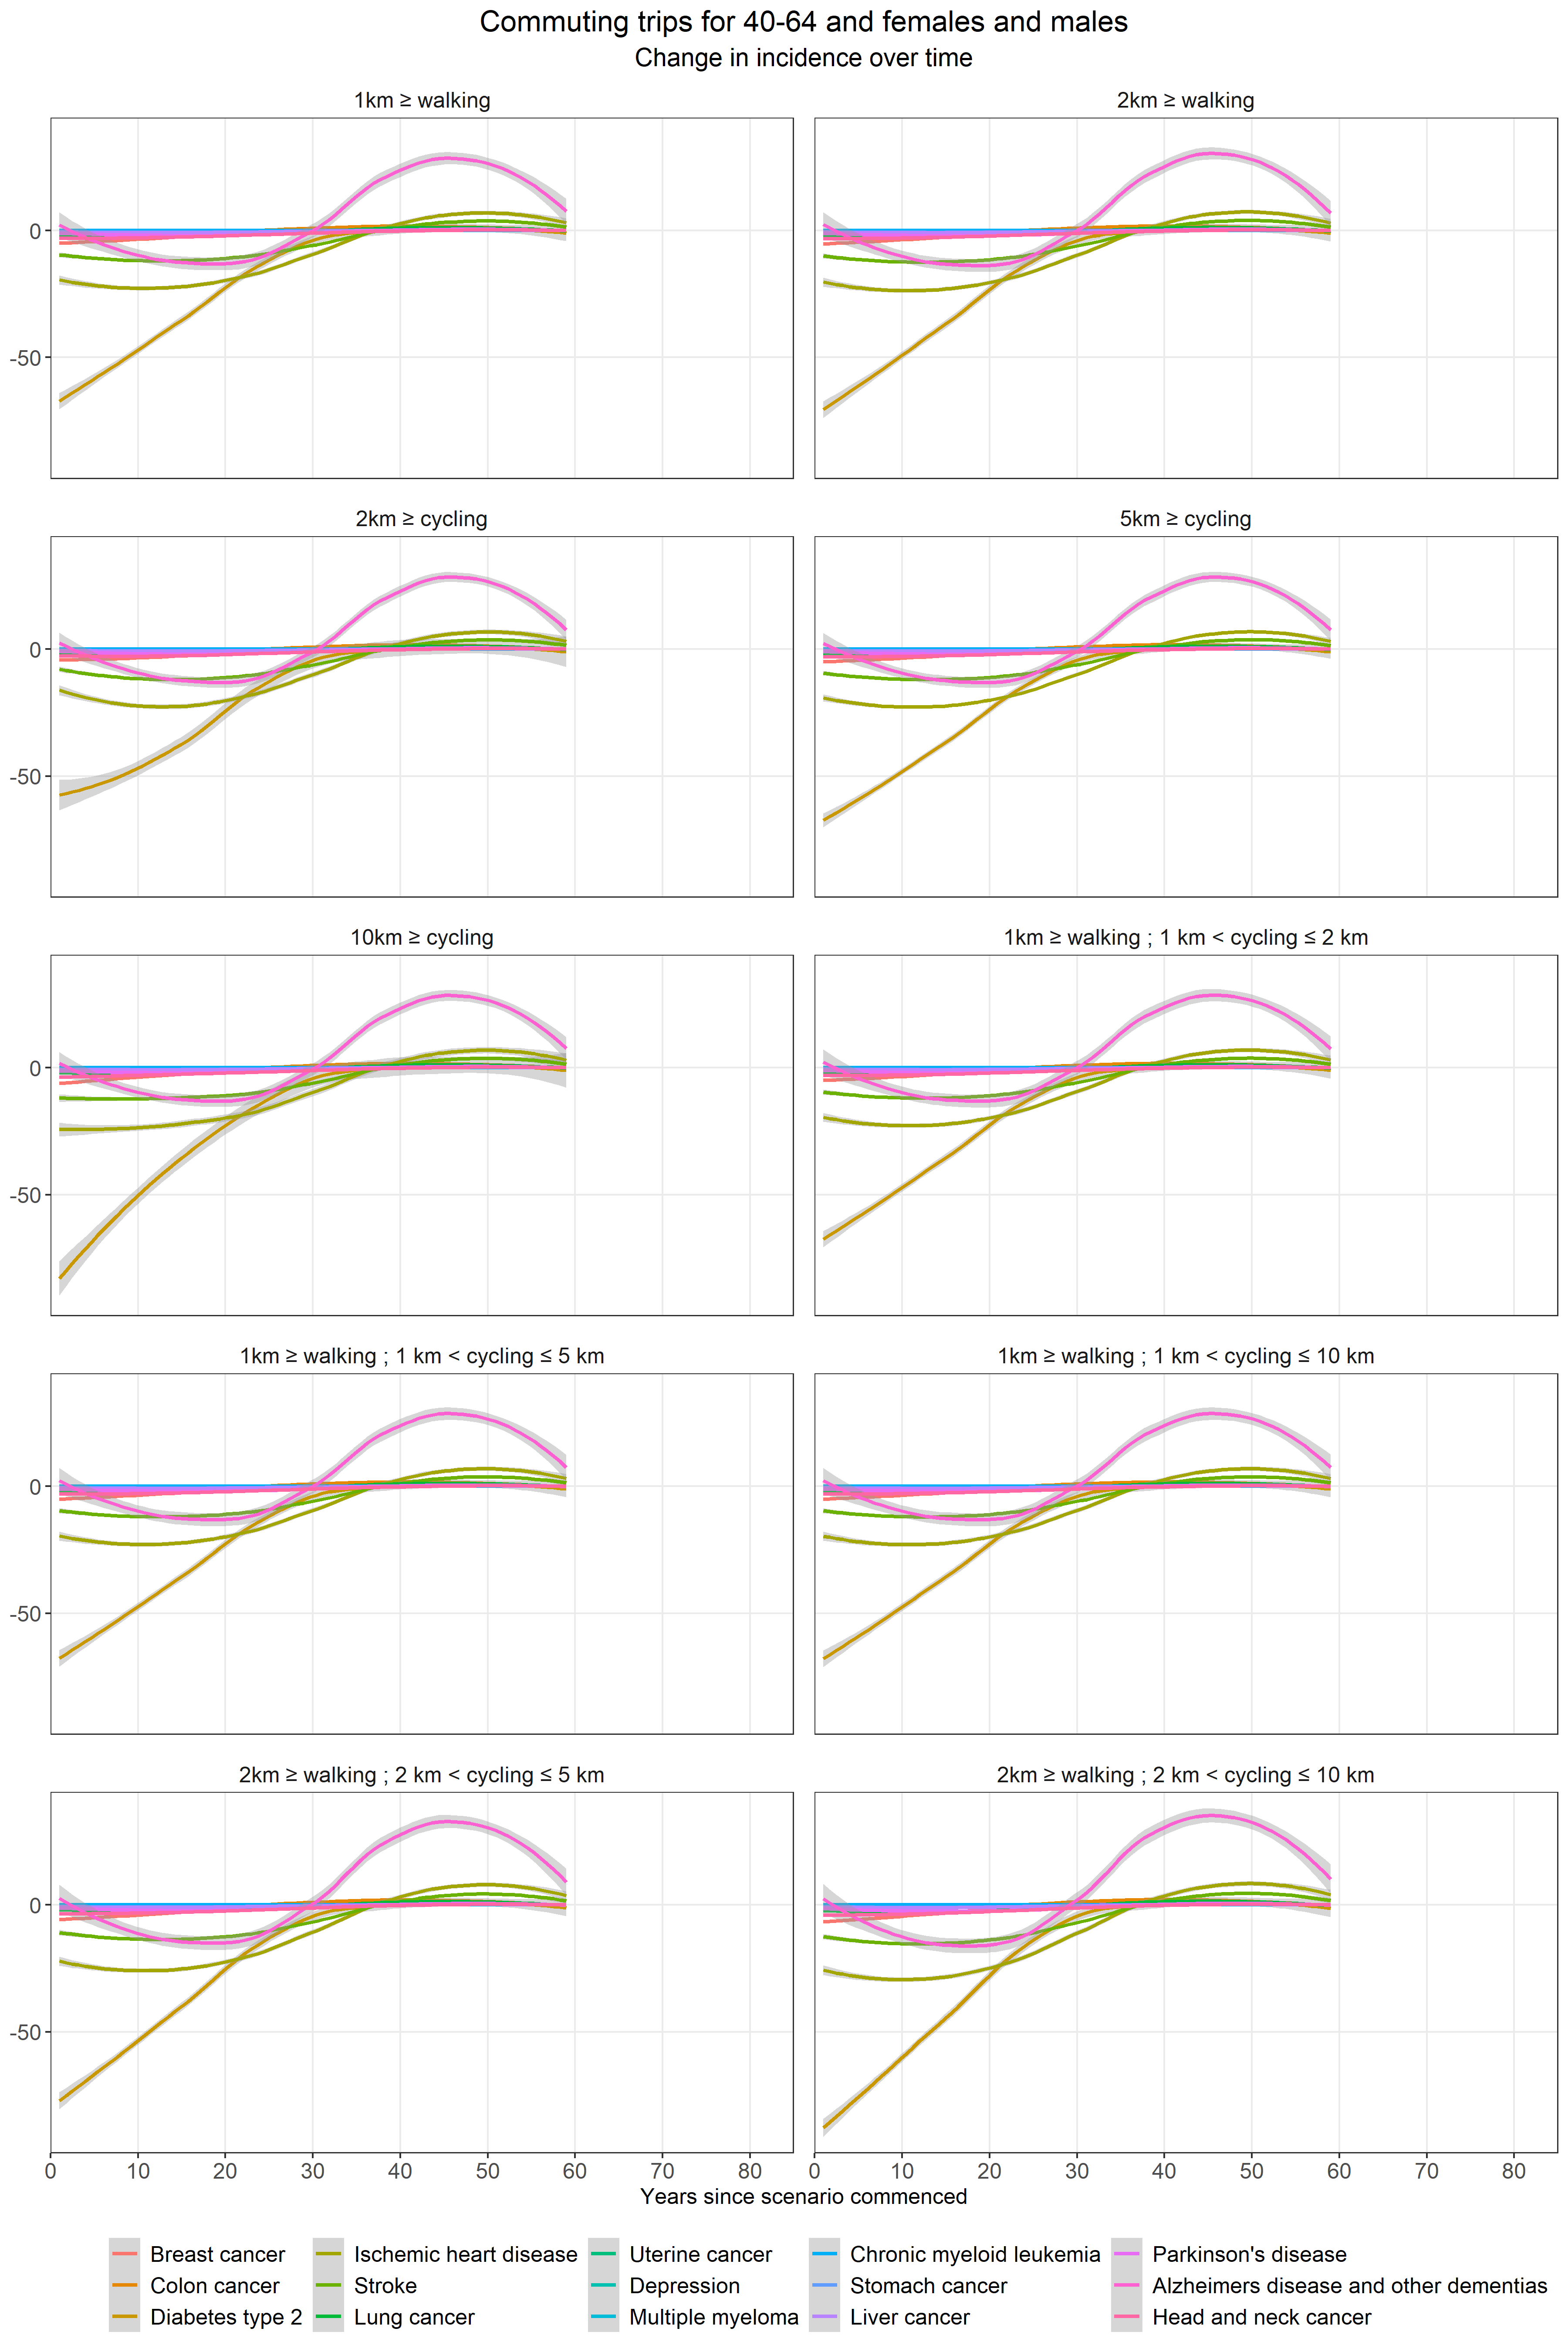 Commuting trips for 40-64 and females and males
Change in incidence over time
1km ≥ walking
2km ≥ walking
0
-50
2km ≥ cycling
5km ≥ cycling
0
-50
10km ≥ cycling
1km ≥ walking ; 1 km < cycling ≤ 2 km
0
-50
1km ≥ walking ; 1 km < cycling ≤ 5 km
1km ≥ walking ; 1 km < cycling ≤ 10 km
0
-50
2km ≥ walking ; 2 km < cycling ≤ 5 km
2km ≥ walking ; 2 km < cycling ≤ 10 km
0
-50
0 10 20 30 40 50 60 70 80
0 10 20 30 40 50 60 70 80
Years since scenario commenced
Breast cancer
Colon cancer
Diabetes type 2
Ischemic heart disease
Stroke
Lung cancer
Uterine cancer
Depression
Multiple myeloma
Chronic myeloid leukemia
Stomach cancer
Liver cancer
Parkinson's disease
Alzheimers disease and other dementias
Head and neck cancer